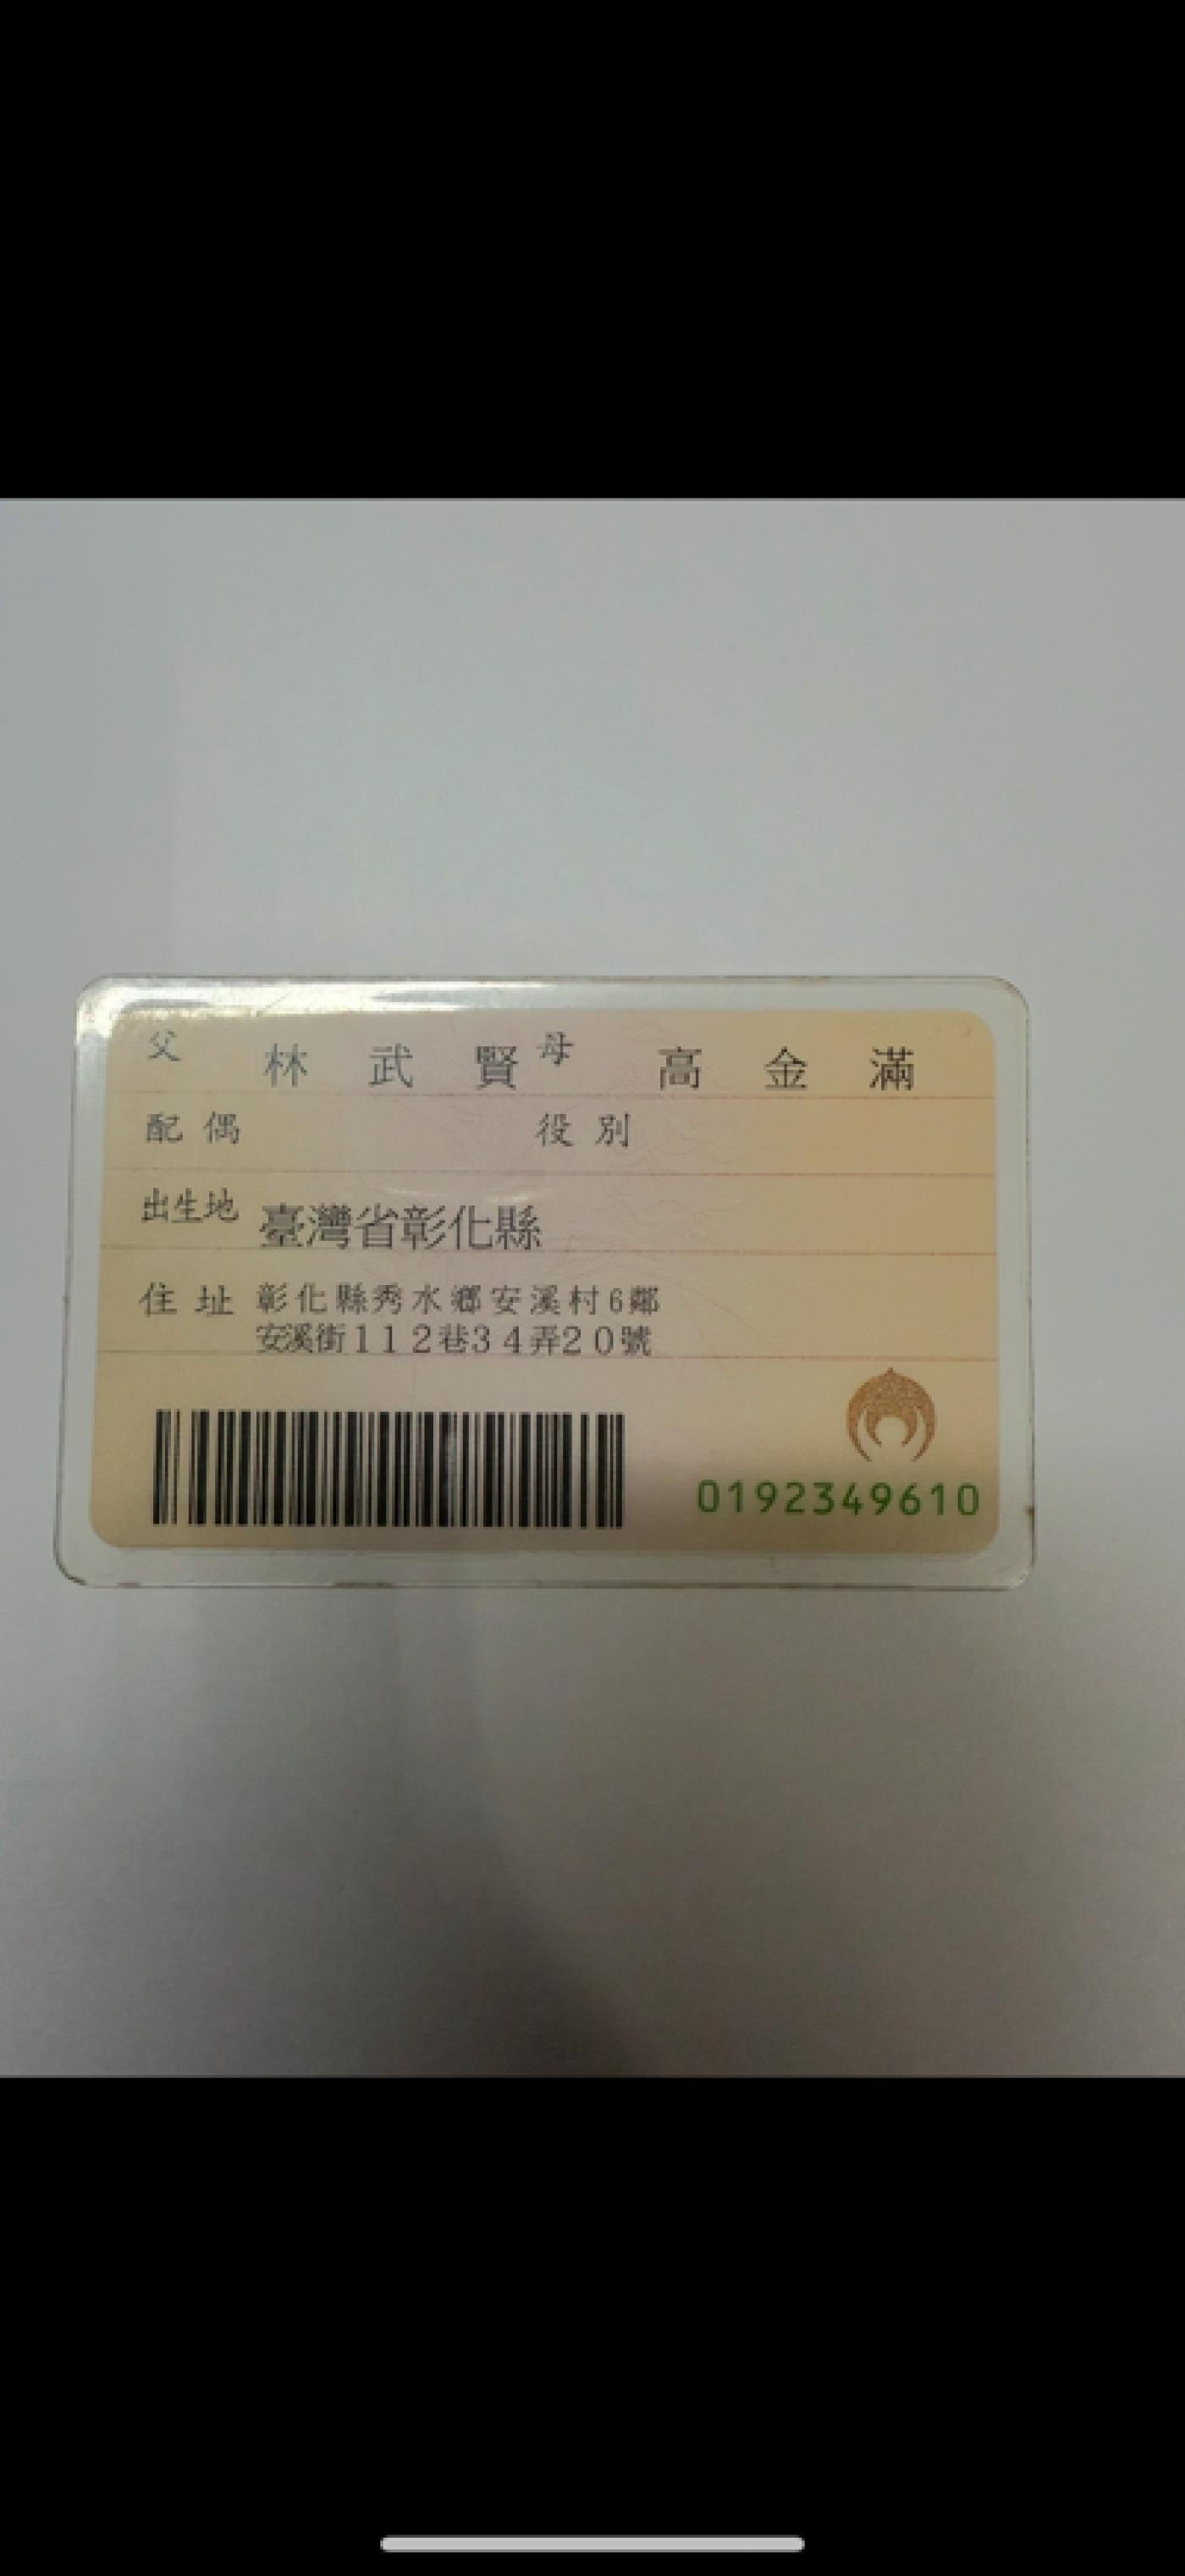 父 林武賢 母 高金滿
配偶 役別
出生地 臺灣省彰化縣
住址 彰化縣秀水鄉安溪村6鄰
安溪街112巷34弄20號
0192349610